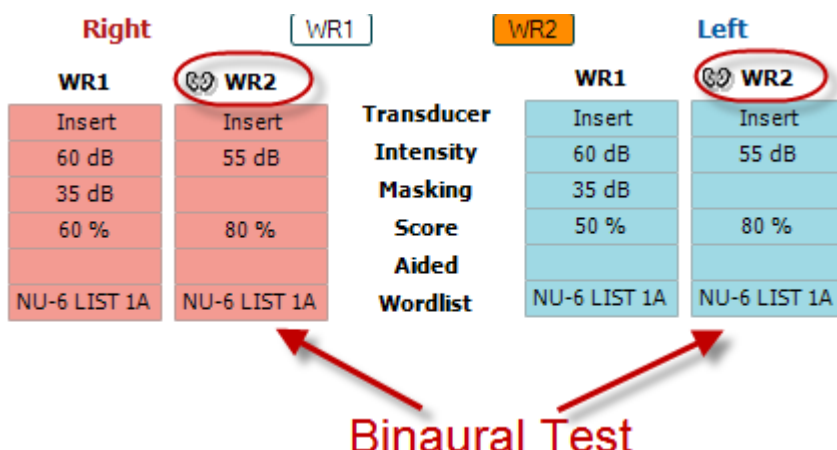 Right WR1 WR2 Left
WR1 WR2 WR1 WR2
Insert Insert Transducer Insert Insert
60 dB 55 dB Intensity 60 dB 55 dB
35 dB Masking 35 dB
60 % 80 % Score 50 % 80 %
Aided
NU-6 LIST 1A NU-6 LIST 1A Wordlist NU-6 LIST 1A NU-6 LIST 1A
Binaural Test